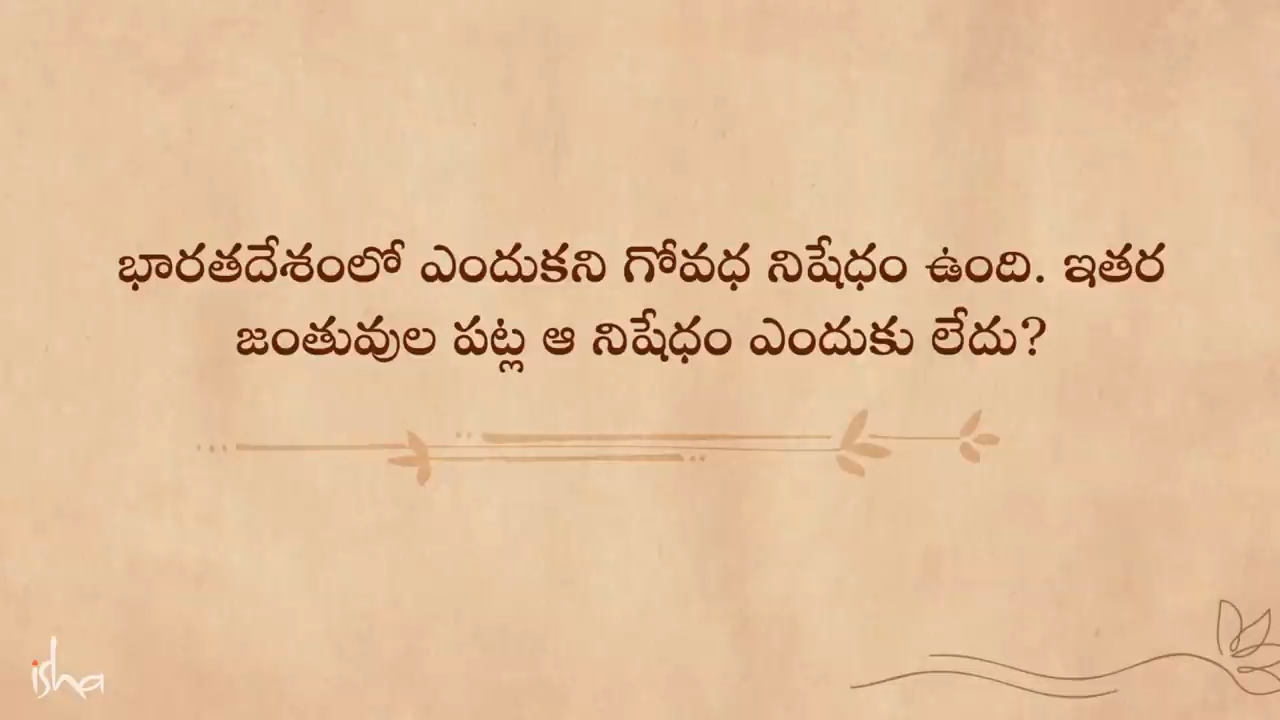 భారతదేశంలో ఎందుకని గోవధ నిషేధం ఉంది. ఇతర
జంతువుల పట్ల ఆ నిషేధం ఎందుకు లేదు?
isha